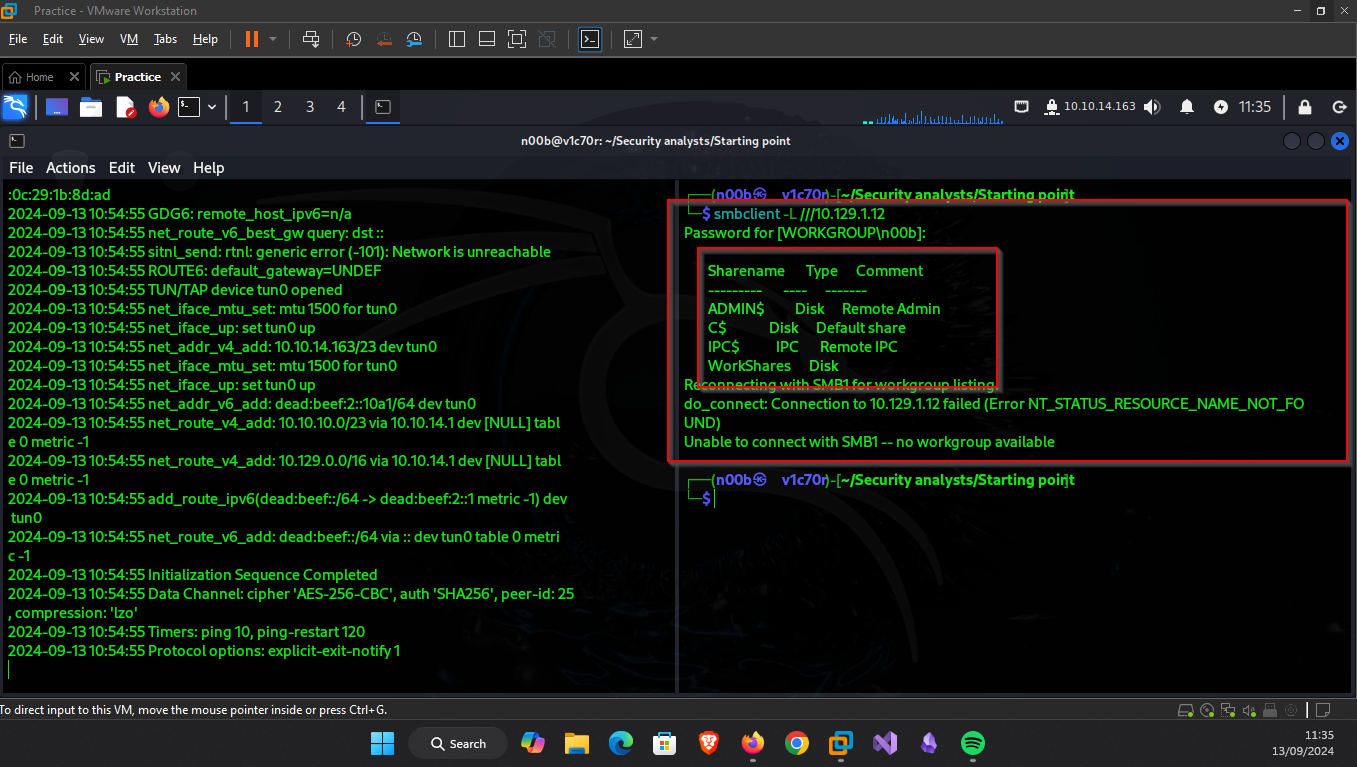 Practice - VMware Workstation
File Edit View VM Tabs Help
Home Practice
1 2 3 4 10.10.14.163 11:35
n00b@v1c70r: ~/Security analysts/Starting point
File Actions Edit View Help
:0c:29:1b:8d:ad
2024-09-13 10:54:55 GDG6: remote_host_ipv6=n/a
2024-09-13 10:54:55 net_route_v6_best_gw query: dst ::
2024-09-13 10:54:55 sitnl_send: rtnl: generic error (-101): Network is unreachable
2024-09-13 10:54:55 ROUTE6: default_gateway=UNDEF
2024-09-13 10:54:55 TUN/TAP device tun0 opened
2024-09-13 10:54:55 net_iface_mtu_set: mtu 1500 for tun0
2024-09-13 10:54:55 net_iface_up: set tun0 up
2024-09-13 10:54:55 net_addr_v4_add: 10.10.14.163/23 dev tun0
2024-09-13 10:54:55 net_iface_mtu_set: mtu 1500 for tun0
2024-09-13 10:54:55 net_iface_up: set tun0 up
2024-09-13 10:54:55 net_addr_v6_add: dead:beef:2::10a1/64 dev tun0
2024-09-13 10:54:55 net_route_v4_add: 10.10.10.0/23 via 10.10.14.1 dev [NULL] tabl
e 0 metric -1
2024-09-13 10:54:55 net_route_v4_add: 10.129.0.0/16 via 10.10.14.1 dev [NULL] tabl
e 0 metric -1
2024-09-13 10:54:55 add_route_ipv6(dead:beef::/64 -> dead:beef:2::1 metric -1) dev
tun0
2024-09-13 10:54:55 net_route_v6_add: dead:beef::/64 via :: dev tun0 table 0 metri
c -1
2024-09-13 10:54:55 Initialization Sequence Completed
2024-09-13 10:54:55 Data Channel: cipher 'AES-256-CBC', auth 'SHA256', peer-id: 25
, compression: 'lzo'
2024-09-13 10:54:55 Timers: ping 10, ping-restart 120
2024-09-13 10:54:55 Protocol options: explicit-exit-notify 1
┌──(n00b㉿v1c70r)-[~/Security analysts/Starting point]
└─$ smbclient -L ///10.129.1.12
Password for [WORKGROUP\n00b]:
Sharename Type Comment
--------- ---- -------
ADMIN$ Disk Remote Admin
C$ Disk Default share
IPC$ IPC Remote IPC
WorkShares Disk
Reconnecting with SMB1 for workgroup listing.
do_connect: Connection to 10.129.1.12 failed (Error NT_STATUS_RESOURCE_NAME_NOT_FO
UND)
Unable to connect with SMB1 -- no workgroup available
┌──(n00b㉿v1c70r)-[~/Security analysts/Starting point]
└─$
To direct input to this VM, move the mouse pointer inside or press Ctrl+G.
Search
11:35
13/09/2024